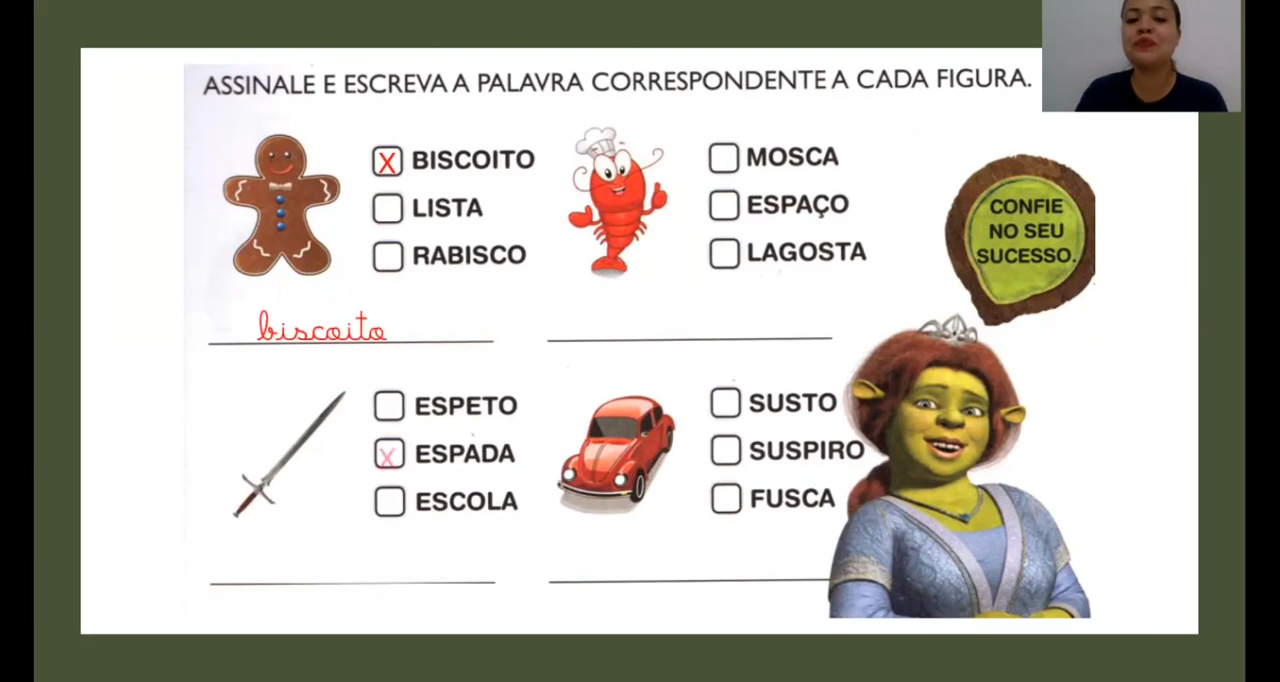 ASSINALE E ESCREVA A PALAVRA CORRESPONDENTE A CADA FIGURA.
X BISCOITO
LISTA
RABISCO
biscoito
MOSCA
ESPAÇO
LAGOSTA
CONFIE
NO SEU
SUCESSO.
ESPETO
X ESPADA
ESCOLA
SUSTO
SUSPIRO
FUSCA